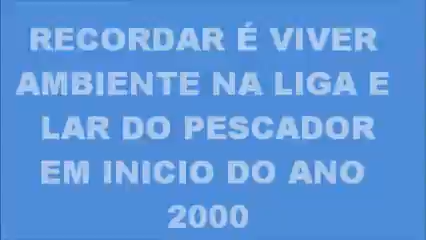 RECORDAR É VIVER
AMBIENTE NA LIGA E
LAR DO PESCADOR
EM INICIO DO ANO
2000